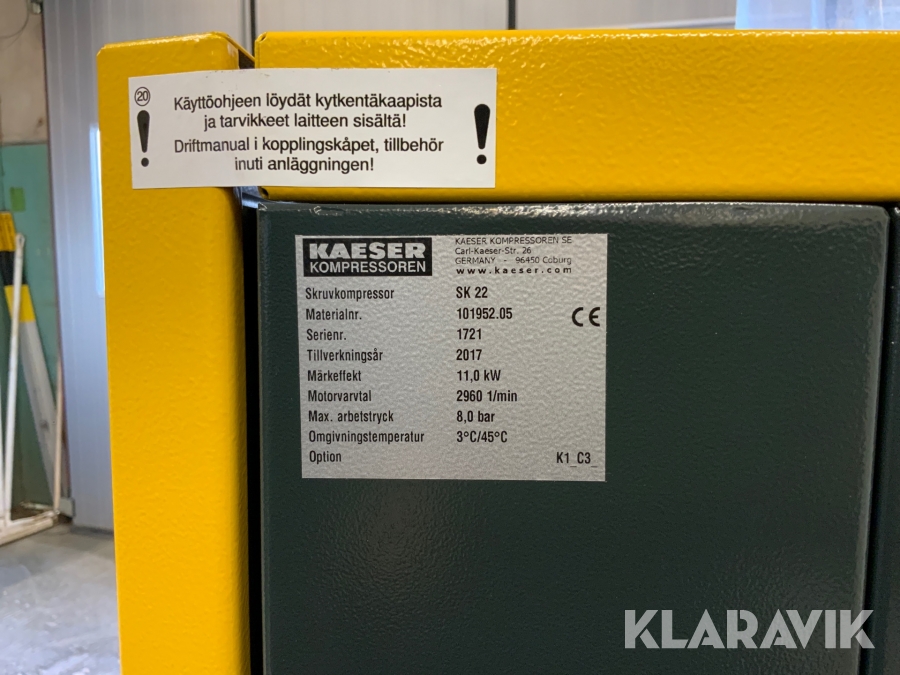 20
Käyttöohjeen löydät kytkentäkaapista
ja tarvikkeet laitteen sisältä!
Driftmanual i kopplingskåpet, tillbehör
inuti anläggningen!
! !
KAESER
KOMPRESSOREN
KAESER KOMPRESSOREN SE
Carl-Kaeser-Str. 26
GERMANY - 96450 Coburg
www.kaeser.com
Skruvkompressor SK 22
Materialnr. 101952.05
CE
Serienr. 1721
Tillverkningsår 2017
Märkeffekt 11,0 kW
Motorvarvtal 2960 1/min
Max. arbetstryck 8,0 bar
Omgivningstemperatur 3°C/45°C
Option K1_C3_
KLARAVIK